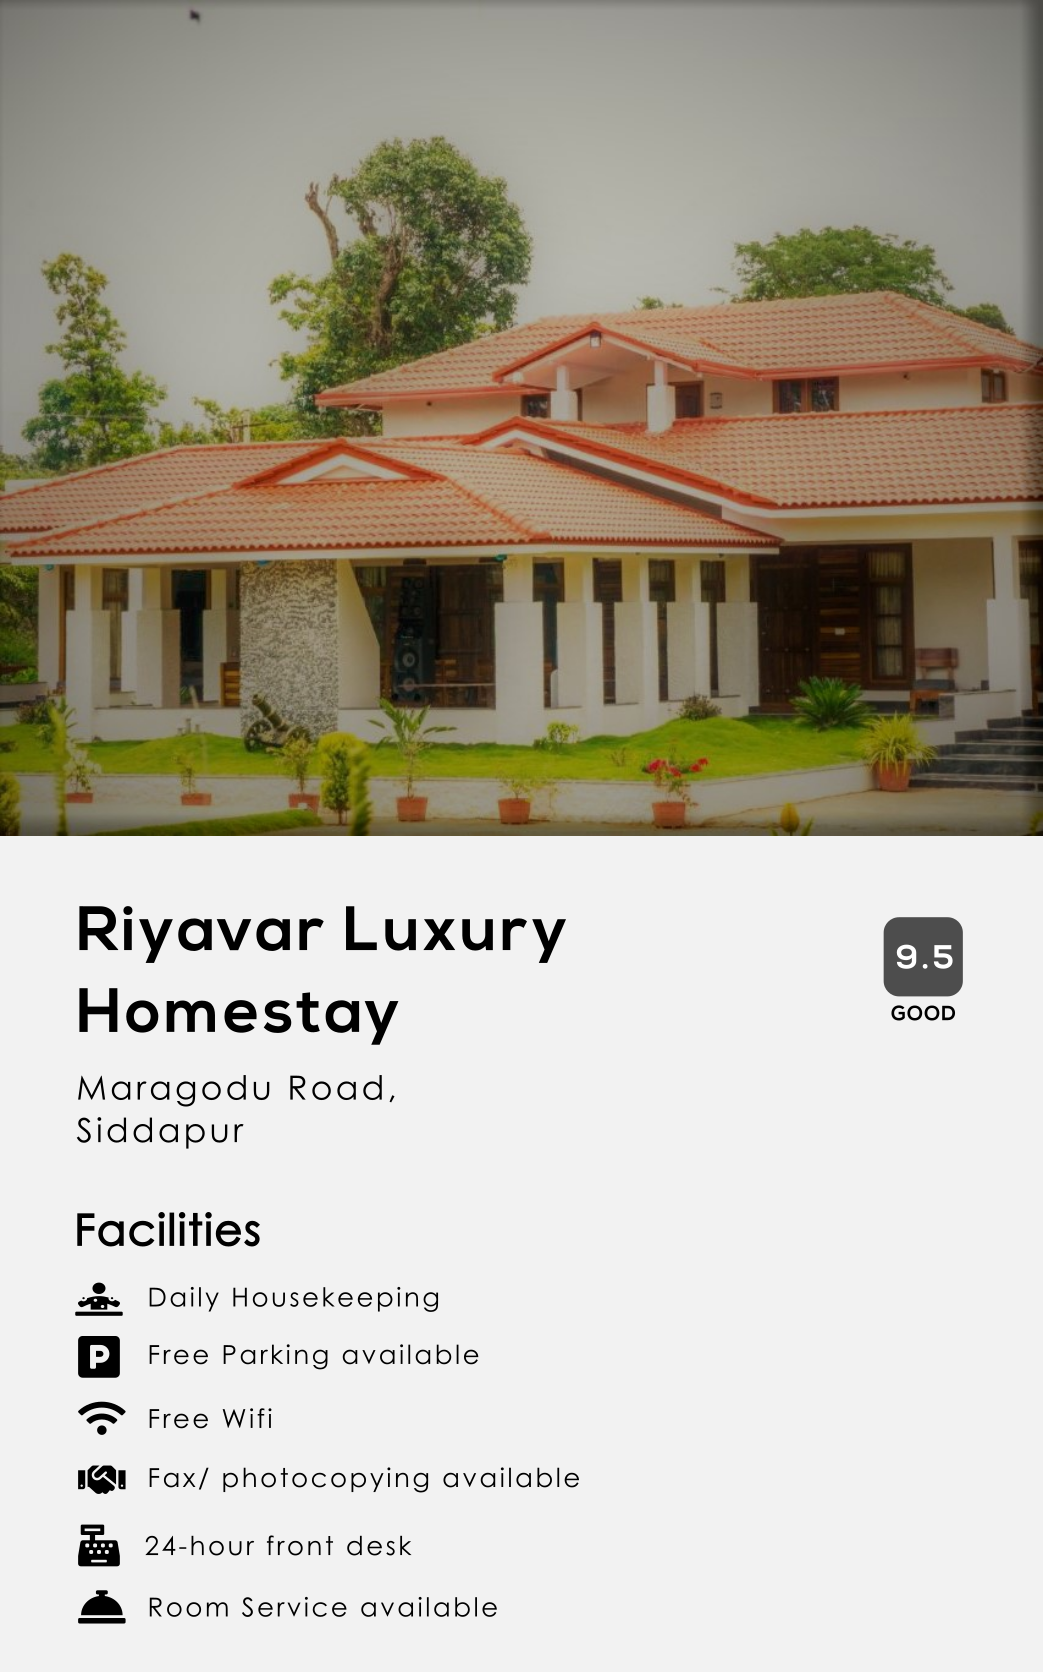 Riyavar Luxury
Homestay
9.5
GOOD
Maragodu Road,
Siddapur
Facilities
Daily Housekeeping
P
Free Parking available
Free Wifi
Fax/ photocopying available
24-hour front desk
Room Service available